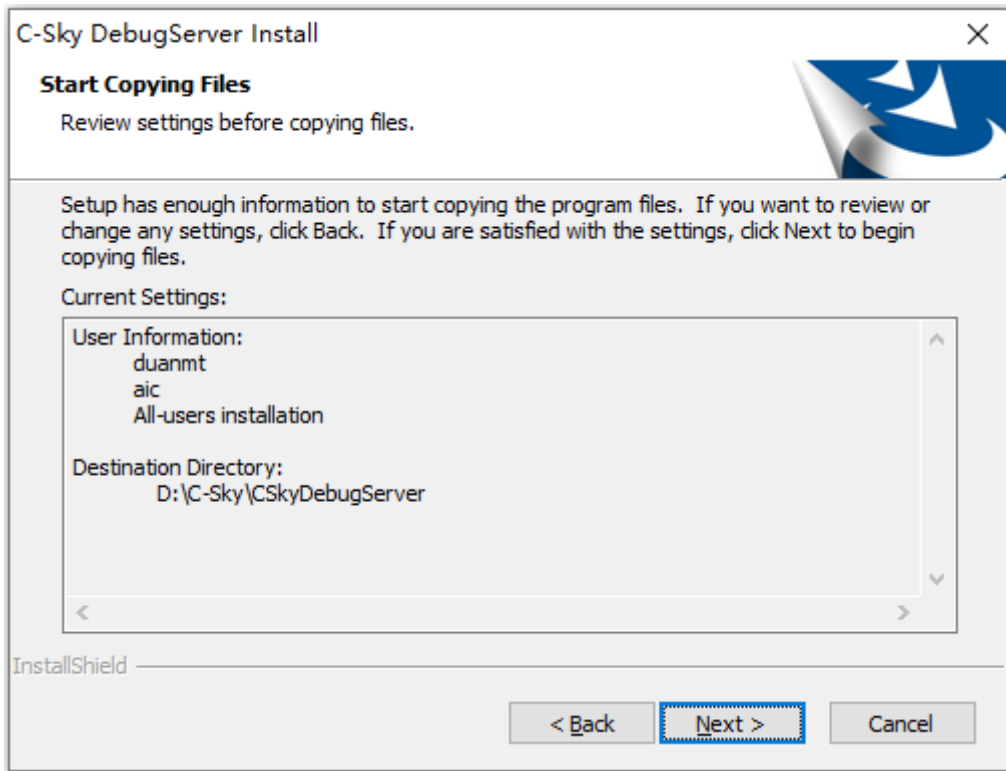 C-Sky DebugServer Install
Start Copying Files
Review settings before copying files.
Setup has enough information to start copying the program files.  If you want to review or
change any settings, click Back.  If you are satisfied with the settings, click Next to begin
copying files.
Current Settings:
User Information:
duanmt
aic
All-users installation
Destination Directory:
D:\C-Sky\CSkyDebugServer
InstallShield
< Back
Next >
Cancel